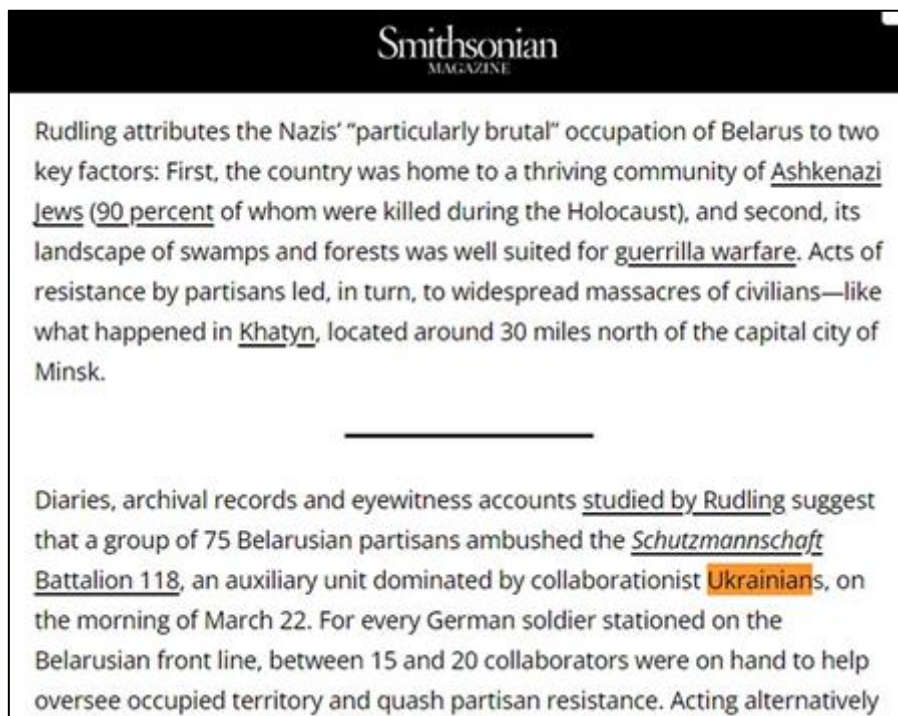 Smithsonian
MAGAZINE
Rudling attributes the Nazis’ “particularly brutal” occupation of Belarus to two
key factors: First, the country was home to a thriving community of Ashkenazi
Jews (90 percent of whom were killed during the Holocaust), and second, its
landscape of swamps and forests was well suited for guerrilla warfare. Acts of
resistance by partisans led, in turn, to widespread massacres of civilians—like
what happened in Khatyn, located around 30 miles north of the capital city of
Minsk.
Diaries, archival records and eyewitness accounts studied by Rudling suggest
that a group of 75 Belarusian partisans ambushed the Schutzmannschaft
Battalion 118, an auxiliary unit dominated by collaborationist Ukrainians, on
the morning of March 22. For every German soldier stationed on the
Belarusian front line, between 15 and 20 collaborators were on hand to help
oversee occupied territory and quash partisan resistance. Acting alternatively